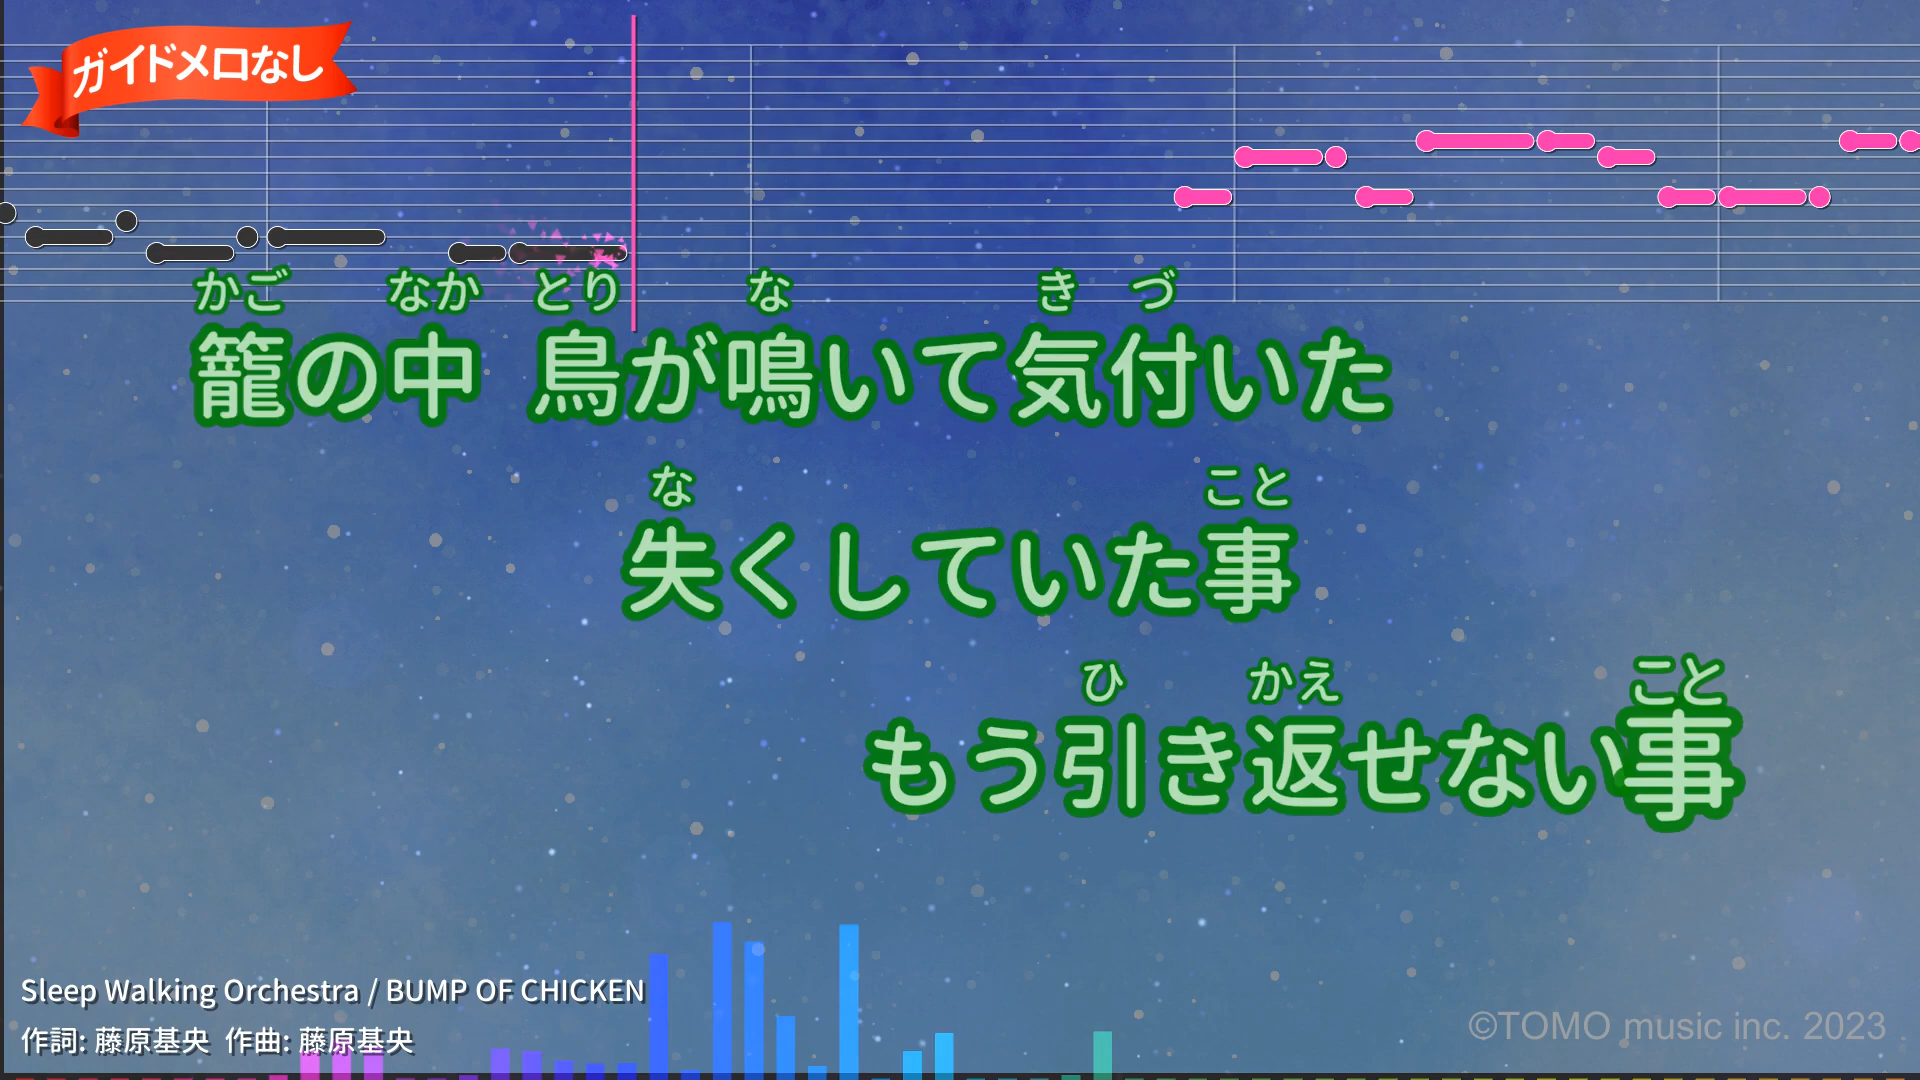 ガイドメロなし
かご なか とり な き づ
籠の中 鳥が鳴いて気付いた
な こと
失くしていた事
ひ かえ こと
もう引き返せない事
Sleep Walking Orchestra / BUMP OF CHICKEN
作詞: 藤原基央 作曲: 藤原基央
©TOMO music inc. 2023